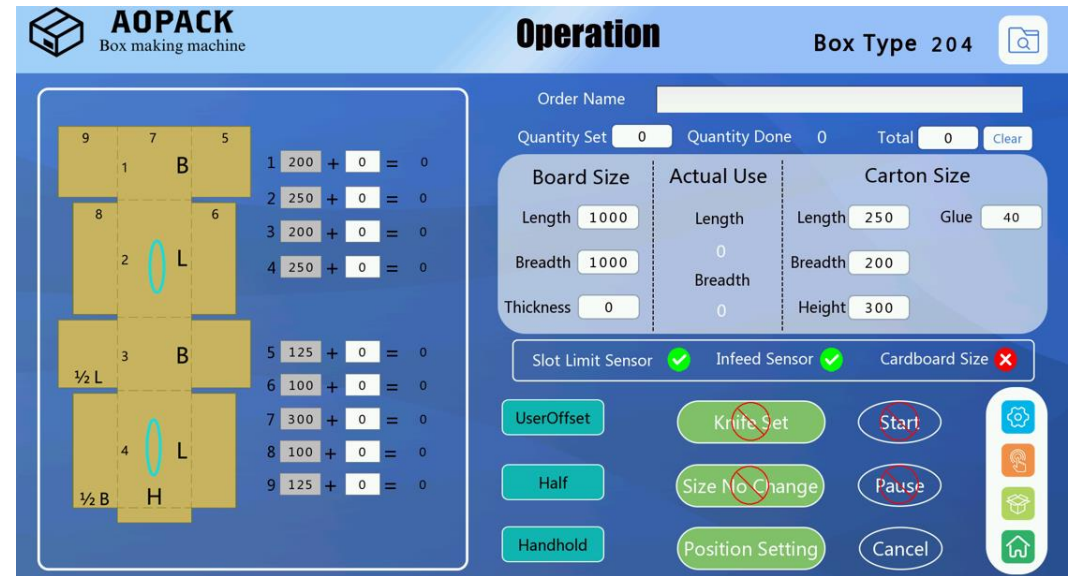 AOPACK
Box making machine
Operation
Box Type 204
9 7 5
1 B
8 6
2 L
3 B
½ L
4 L
½ B H
1 200 + 0 = 0
2 250 + 0 = 0
3 200 + 0 = 0
4 250 + 0 = 0
5 125 + 0 = 0
6 100 + 0 = 0
7 300 + 0 = 0
8 100 + 0 = 0
9 125 + 0 = 0
Order Name
Quantity Set 0 Quantity Done 0 Total 0 Clear
Board Size
Length 1000
Breadth 1000
Thickness 0
Actual Use
Length
0
Breadth
0
Carton Size
Length 250 Glue 40
Breadth 200
Height 300
Slot Limit Sensor Infeed Sensor Cardboard Size
UserOffset Knife Set Start
Half Size No Change Pause
Handhold Position Setting Cancel